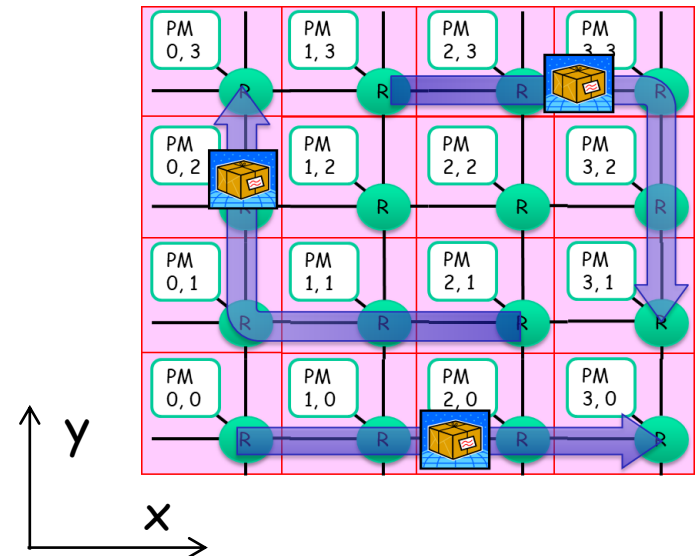 PM
0, 3
R
PM
1, 3
R
PM
2, 3
R
PM
3, 3
R
PM
0, 2
PM
1, 2
R
PM
2, 2
R
PM
3, 2
R
PM
0, 1
R
PM
1, 1
R
PM
2, 1
R
PM
3, 1
R
PM
0, 0
R
PM
1, 0
R
PM
2, 0
R
PM
3, 0
R
y
x